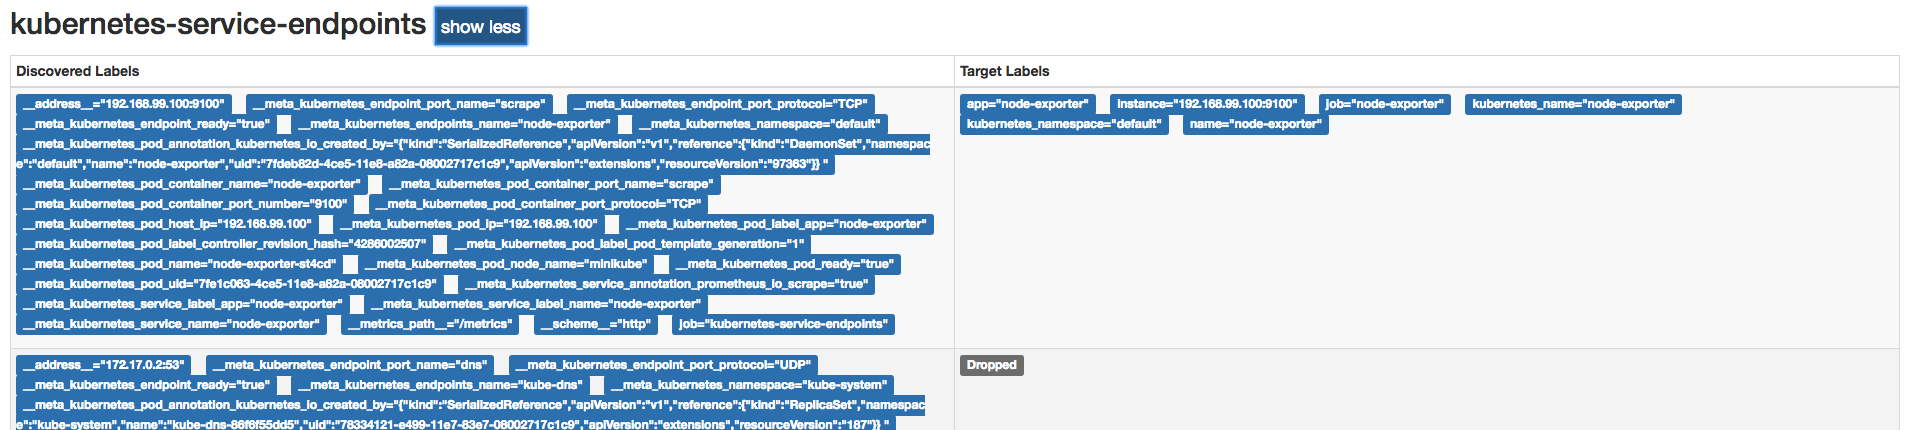 kubernetes-service-endpoints show less
Discovered Labels
Target Labels
__address__="192.168.99.100:9100" __meta_kubernetes_endpoint_port_name="scrape" __meta_kubernetes_endpoint_port_protocol="TCP"
__meta_kubernetes_endpoint_ready="true" __meta_kubernetes_endpoints_name="node-exporter" __meta_kubernetes_namespace="default"
__meta_kubernetes_pod_annotation_kubernetes_io_created_by="{"kind":"SerializedReference","apiVersion":"v1","reference":{"kind":"DaemonSet","namespac
e":"default","name":"node-exporter","uid":"7fdeb82d-4ce5-11e8-a82a-08002717c1c9","apiVersion":"extensions","resourceVersion":"97363"}} "
__meta_kubernetes_pod_container_name="node-exporter" __meta_kubernetes_pod_container_port_name="scrape"
__meta_kubernetes_pod_container_port_number="9100" __meta_kubernetes_pod_container_port_protocol="TCP"
__meta_kubernetes_pod_host_ip="192.168.99.100" __meta_kubernetes_pod_ip="192.168.99.100" __meta_kubernetes_pod_label_app="node-exporter"
__meta_kubernetes_pod_label_controller_revision_hash="4286002507" __meta_kubernetes_pod_label_pod_template_generation="1"
__meta_kubernetes_pod_name="node-exporter-st4cd" __meta_kubernetes_pod_node_name="minikube" __meta_kubernetes_pod_ready="true"
__meta_kubernetes_pod_uid="7fe1c063-4ce5-11e8-a82a-08002717c1c9" __meta_kubernetes_service_annotation_prometheus_io_scrape="true"
__meta_kubernetes_service_label_app="node-exporter" __meta_kubernetes_service_label_name="node-exporter"
__meta_kubernetes_service_name="node-exporter" __metrics_path__="/metrics" __scheme__="http" job="kubernetes-service-endpoints"
app="node-exporter" instance="192.168.99.100:9100" job="node-exporter" kubernetes_name="node-exporter"
kubernetes_namespace="default" name="node-exporter"
__address__="172.17.0.2:53" __meta_kubernetes_endpoint_port_name="dns" __meta_kubernetes_endpoint_port_protocol="UDP"
__meta_kubernetes_endpoint_ready="true" __meta_kubernetes_endpoints_name="kube-dns" __meta_kubernetes_namespace="kube-system"
__meta_kubernetes_pod_annotation_kubernetes_io_created_by="{"kind":"SerializedReference","apiVersion":"v1","reference":{"kind":"ReplicaSet","namespac
e":"kube-system","name":"kube-dns-86f6f55dd5","uid":"78334121-e499-11e7-83e7-08002717c1c9","apiVersion":"extensions","resourceVersion":"187"}} "
Dropped